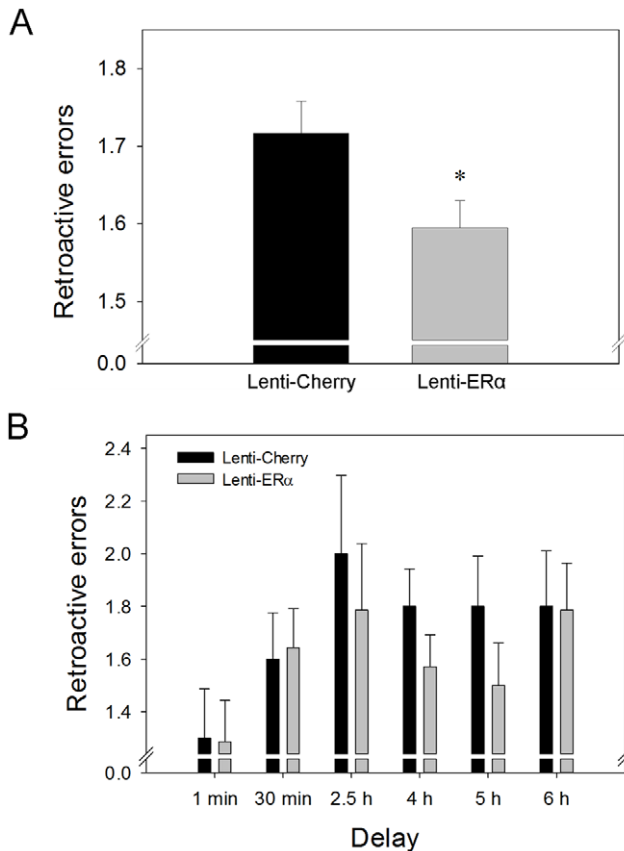 A
Retroactive errors
1.8
1.7
1.6
1.5
0.0
*
Lenti-Cherry Lenti-ERα
B
Retroactive errors
2.4
2.2
2.0
1.8
1.6
1.4
0.0
Lenti-Cherry
Lenti-ERα
1 min 30 min 2.5 h 4 h 5 h 6 h
Delay